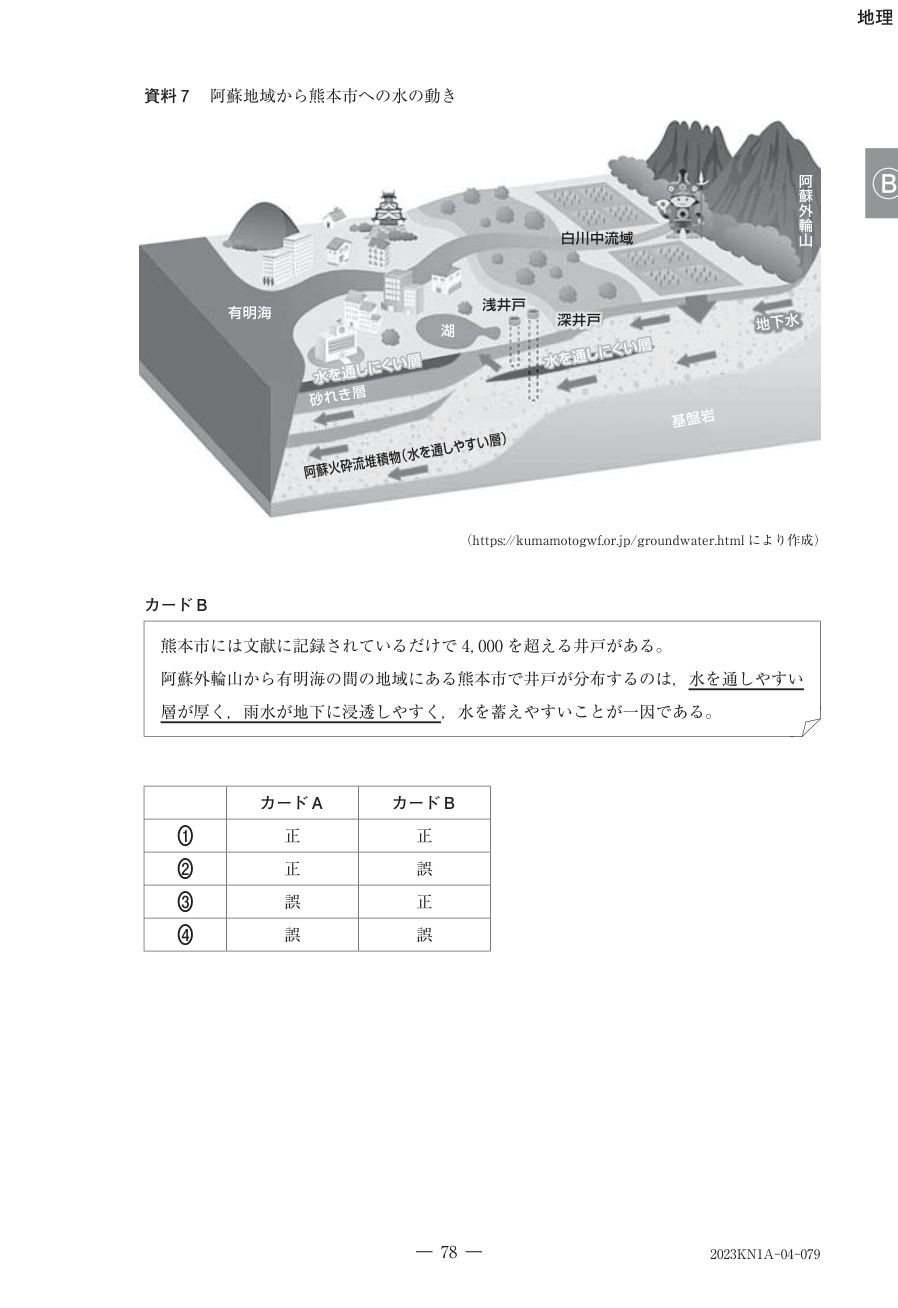 地理
B
資料7 阿蘇地域から熊本市への水の動き
阿蘇外輪山
白川中流域
有明海
浅井戸
深井戸
湖
地下水
水を通しにくい層
水を通しにくい層
砂れき層
基盤岩
阿蘇火砕流堆積物(水を通しやすい層)
(https://kumamotogwf.or.jp/groundwater.html により作成)
カードB
熊本市には文献に記録されているだけで 4,000 を超える井戸がある。
阿蘇外輪山から有明海の間の地域にある熊本市で井戸が分布するのは,水を通しやすい
層が厚く,雨水が地下に浸透しやすく,水を蓄えやすいことが一因である。
カードA カードB
① 正 正
② 正 誤
③ 誤 正
④ 誤 誤
— 78 —
2023KN1A-04-079